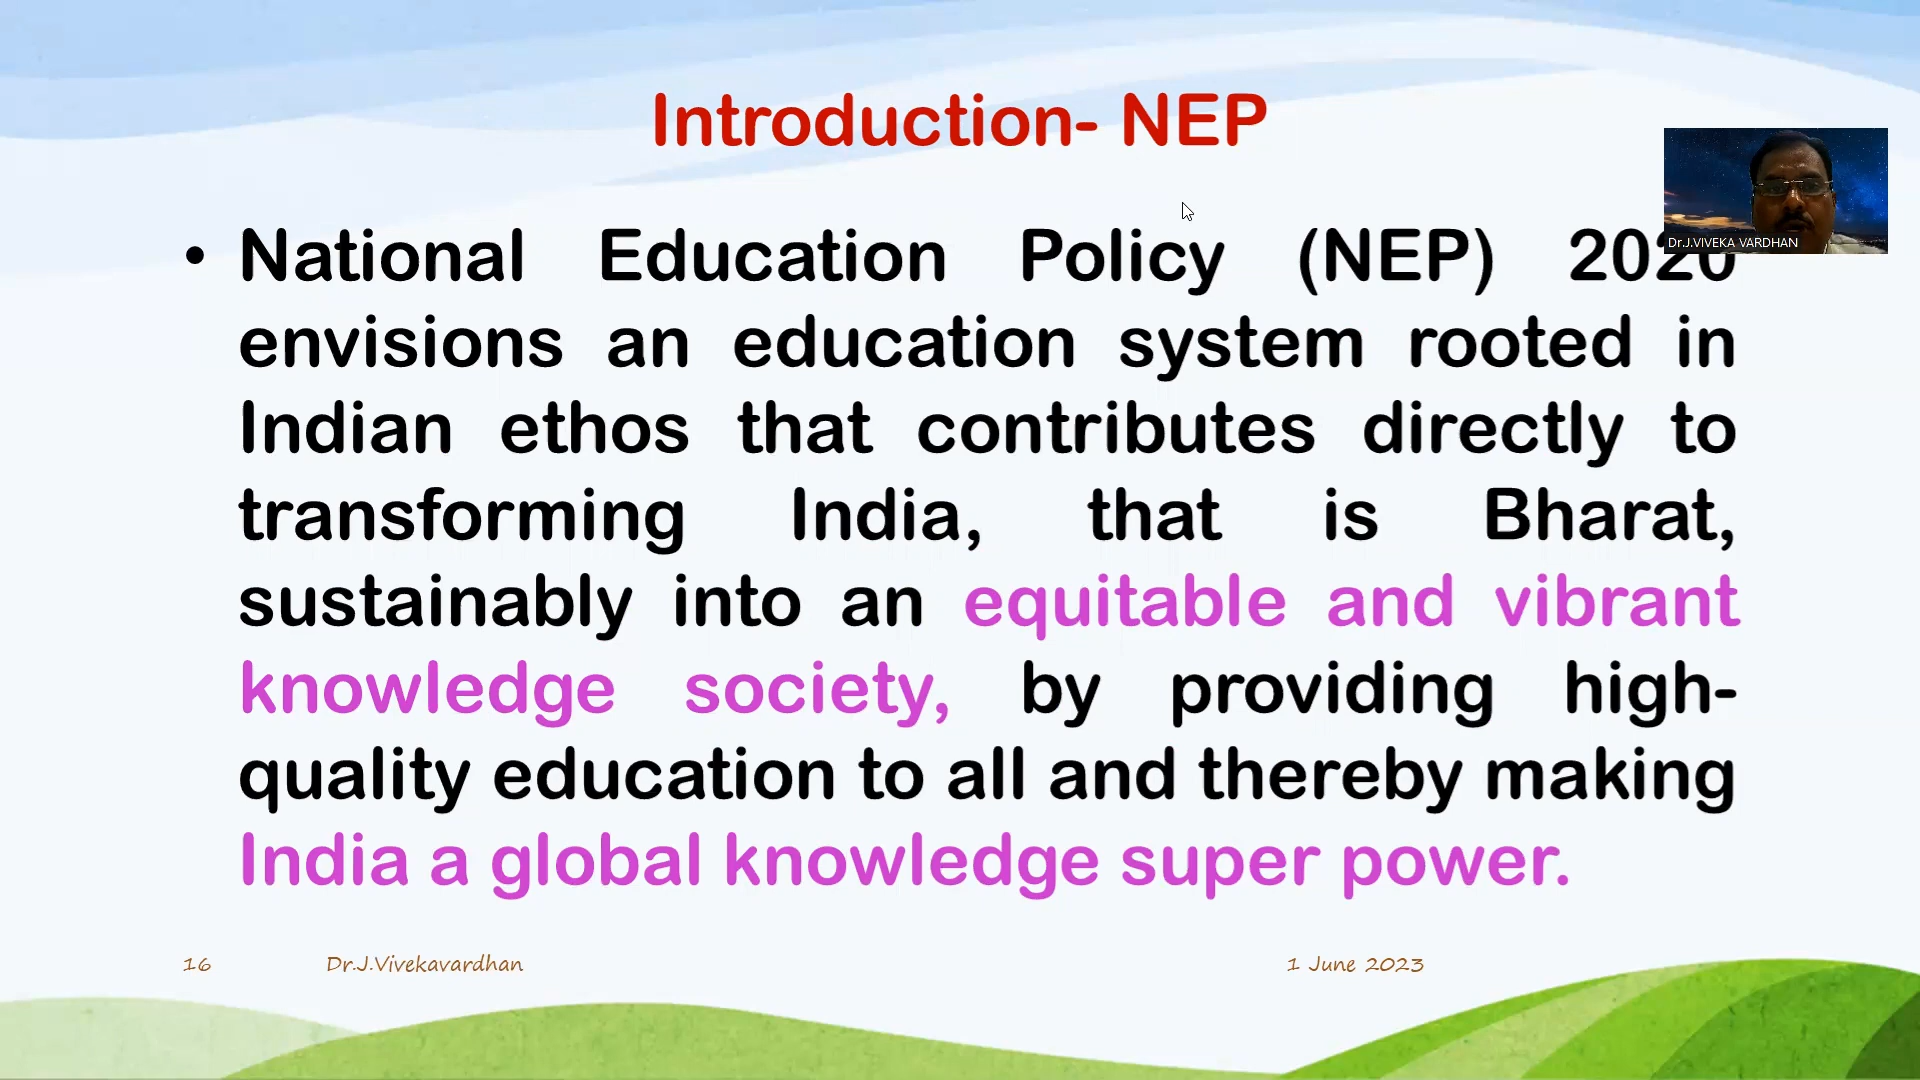 Introduction- NEP
Dr.J.VIVEKA VARDHAN
• National Education Policy (NEP) 2020
envisions an education system rooted in
Indian ethos that contributes directly to
transforming India, that is Bharat,
sustainably into an equitable and vibrant
knowledge society, by providing high-
quality education to all and thereby making
India a global knowledge super power.
16 Dr.J.Vivekavardhan 1 June 2023